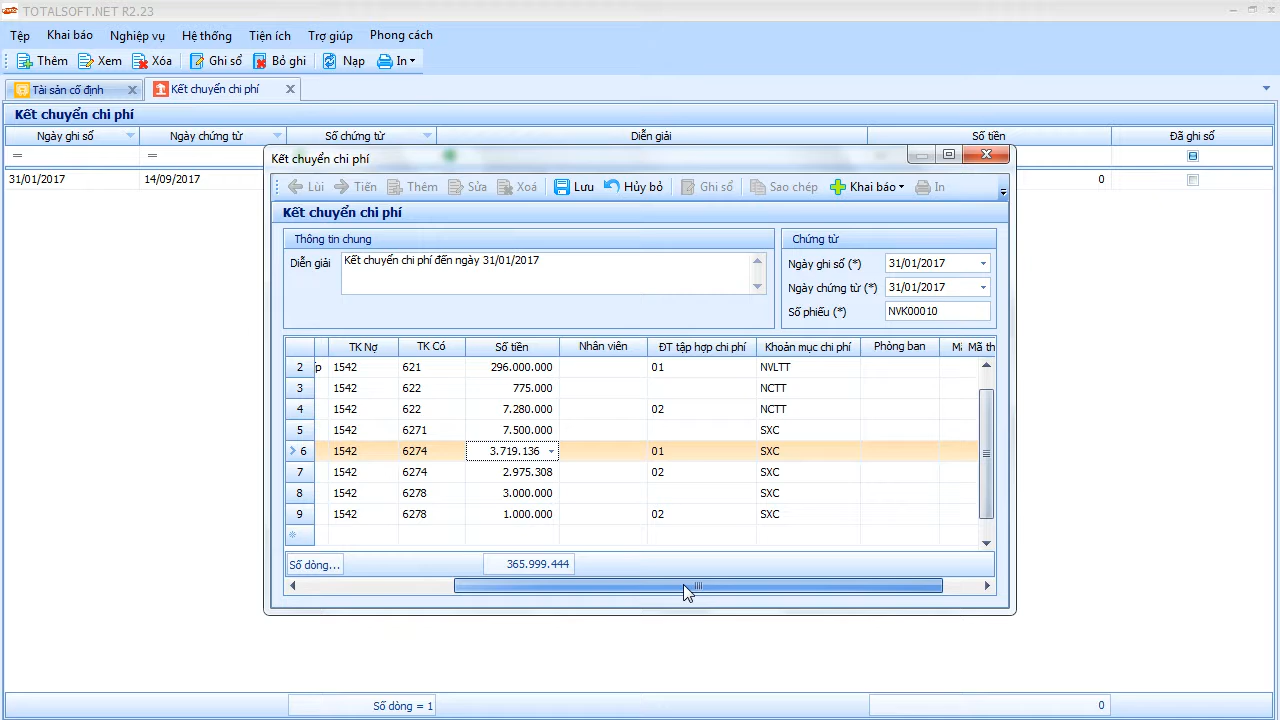 TOTALSOFT.NET R2.23
Tệp Khai báo Nghiệp vụ Hệ thống Tiện ích Trợ giúp Phong cách
Thêm Xem Xóa Ghi sổ Bỏ ghi Nạp In
Tài sản cố định Kết chuyển chi phí
Kết chuyển chi phí
Ngày ghi sổ Ngày chứng từ Số chứng từ Diễn giải Số tiền Đã ghi sổ
= =
31/01/2017 14/09/2017 0
Kết chuyển chi phí
Lùi Tiến Thêm Sửa Xoá Lưu Hủy bỏ Ghi sổ Sao chép Khai báo In
Kết chuyển chi phí
Thông tin chung
Diễn giải Kết chuyển chi phí đến ngày 31/01/2017
Chứng từ
Ngày ghi sổ (*) 31/01/2017
Ngày chứng từ (*) 31/01/2017
Số phiếu (*) NVK00010
TK Nợ TK Có Số tiền Nhân viên ĐT tập hợp chi phí Khoản mục chi phí Phòng ban Mã Mã th
2 p 1542 621 296.000.000 01 NVLTT
3 1542 622 775.000 NCTT
4 1542 622 7.280.000 02 NCTT
5 1542 6271 7.500.000 SXC
6 1542 6274 3.719.136 01 SXC
7 1542 6274 2.975.308 02 SXC
8 1542 6278 3.000.000 SXC
9 1542 6278 1.000.000 02 SXC
Số dòng... 365.999.444
Số dòng = 1 0